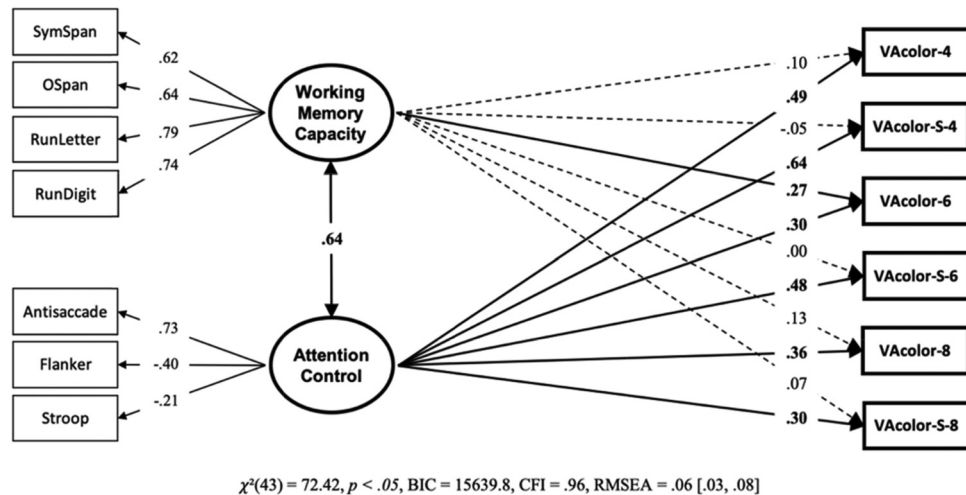 SymSpan
OSpan
RunLetter
RunDigit
.62
.64
.79
.74
Working
Memory
Capacity
.64
Antisaccade
Flanker
Stroop
.73
-.40
-.21
Attention
Control
.10
.49
-.05
.64
.27
.30
.00
.48
.13
.36
.07
.30
VAcolor-4
VAcolor-S-4
VAcolor-6
VAcolor-S-6
VAcolor-8
VAcolor-S-8
χ²(43) = 72.42, p < .05, BIC = 15639.8, CFI = .96, RMSEA = .06 [.03, .08]